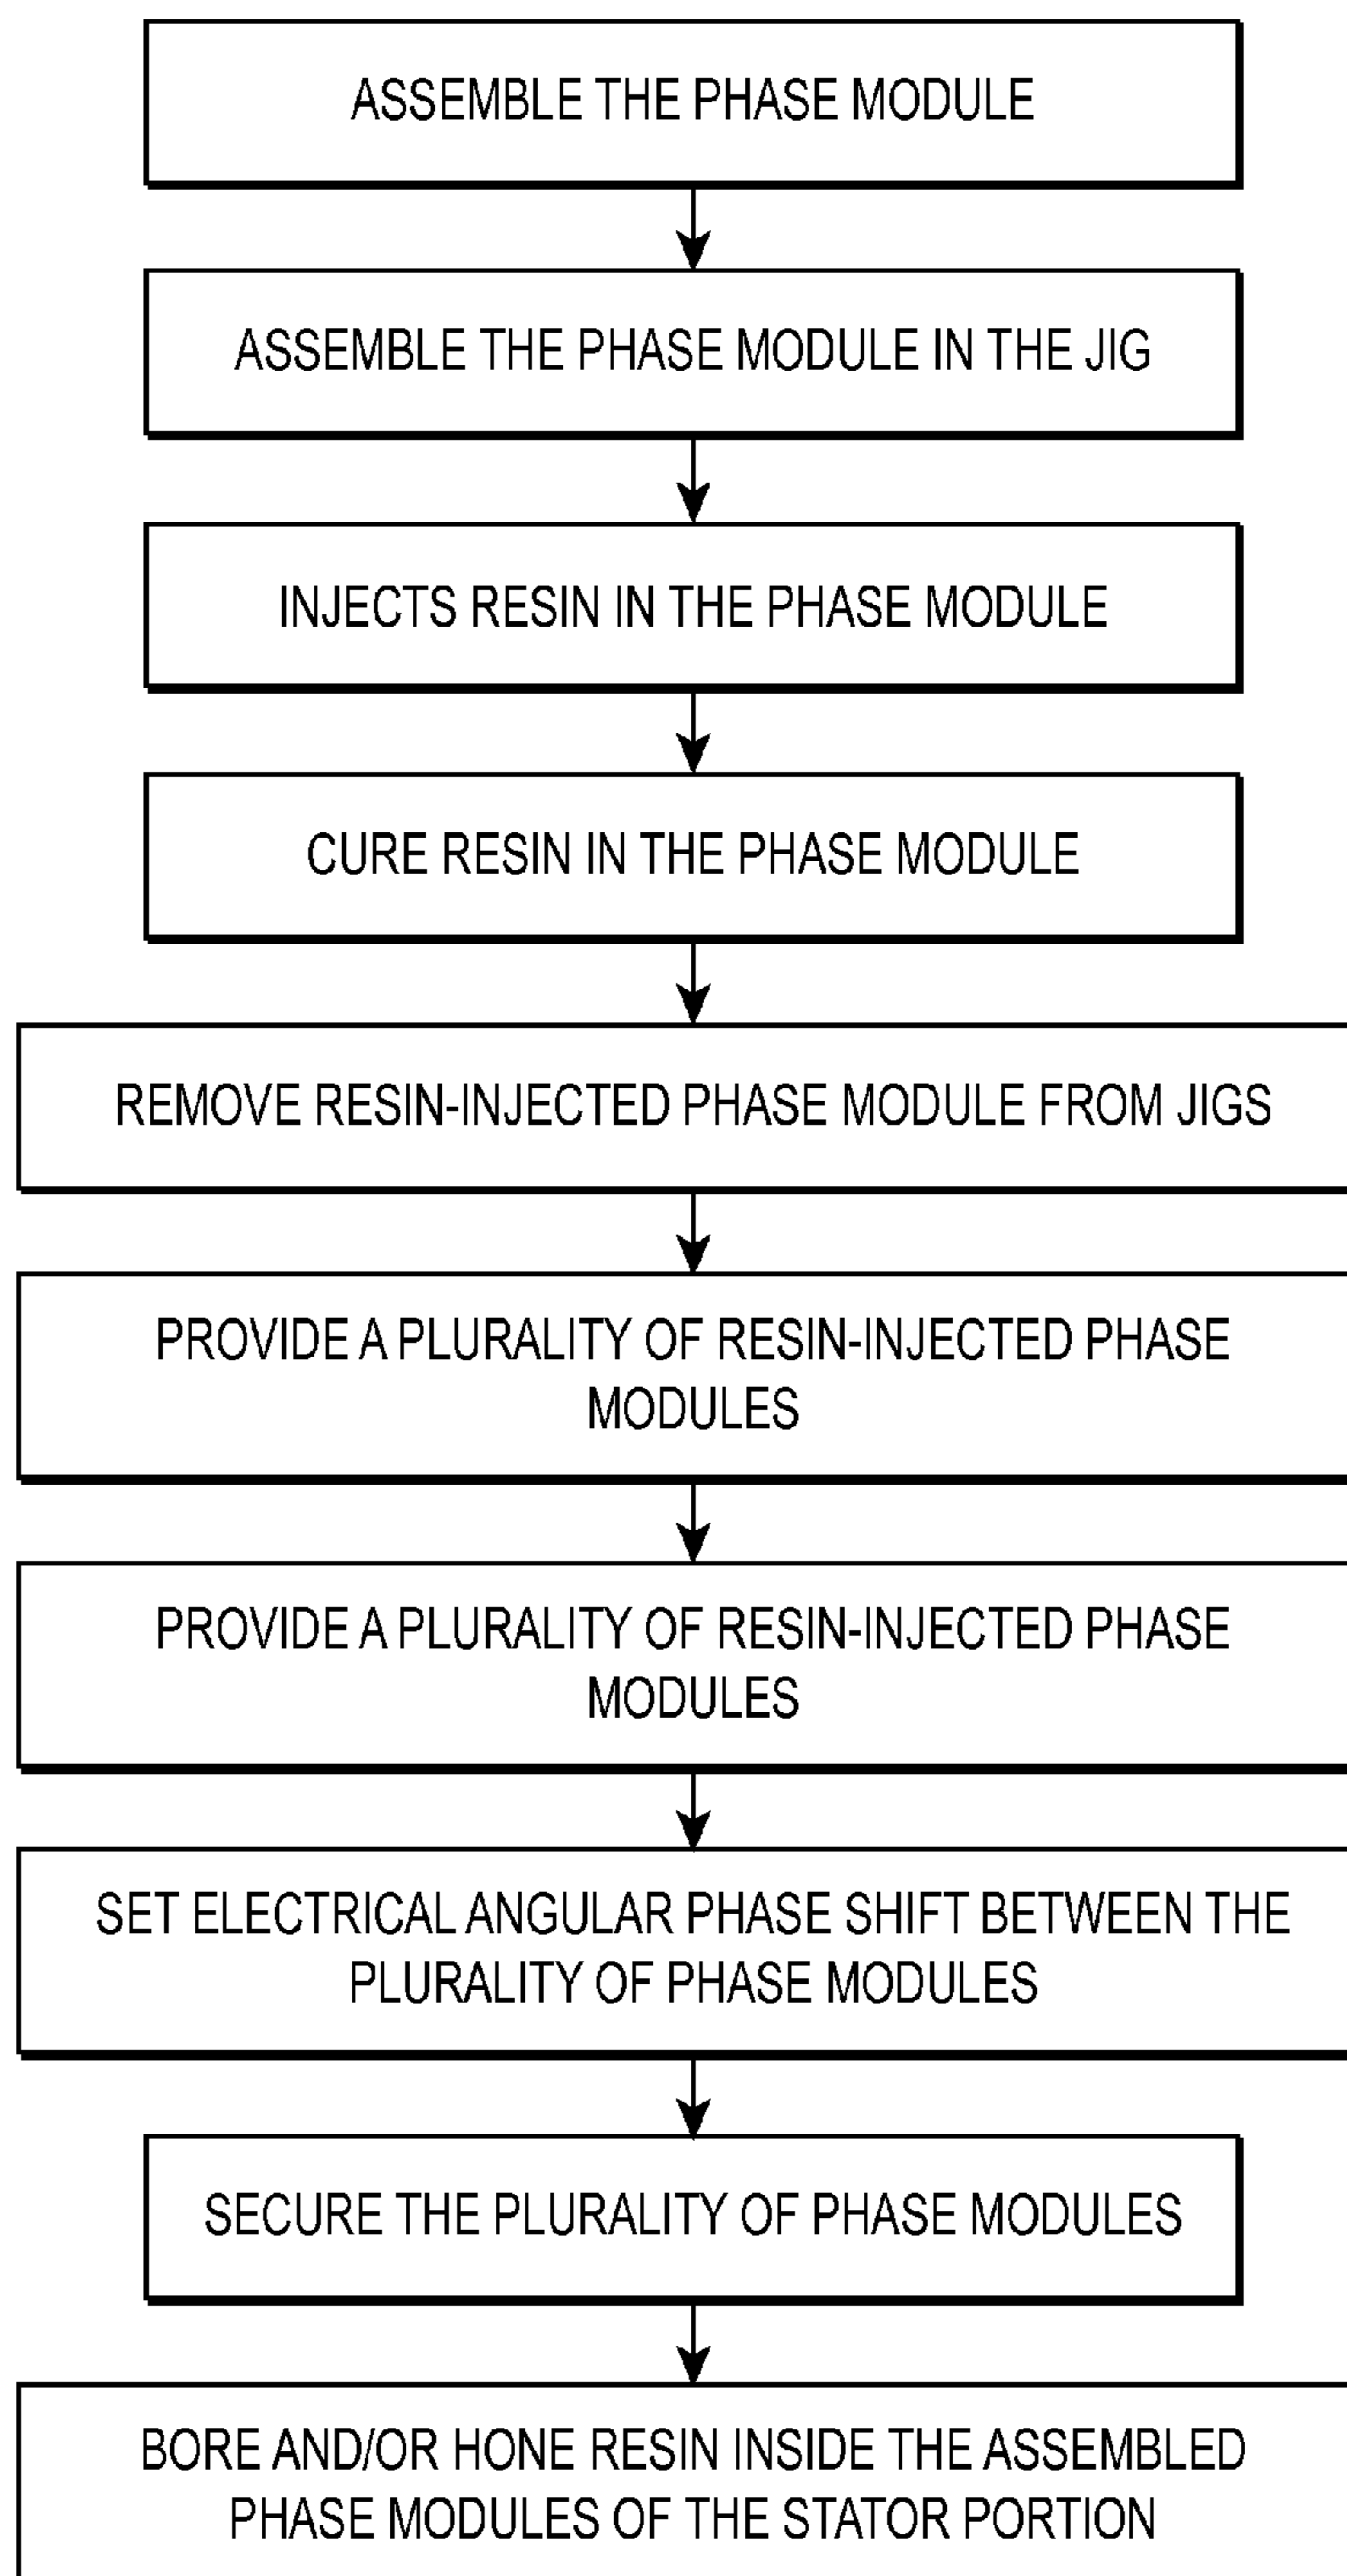 ASSEMBLE THE PHASE MODULE
ASSEMBLE THE PHASE MODULE IN THE JIG
INJECTS RESIN IN THE PHASE MODULE
CURE RESIN IN THE PHASE MODULE
REMOVE RESIN-INJECTED PHASE MODULE FROM JIGS
PROVIDE A PLURALITY OF RESIN-INJECTED PHASE
MODULES
PROVIDE A PLURALITY OF RESIN-INJECTED PHASE
MODULES
SET ELECTRICAL ANGULAR PHASE SHIFT BETWEEN THE
PLURALITY OF PHASE MODULES
SECURE THE PLURALITY OF PHASE MODULES
BORE AND/OR HONE RESIN INSIDE THE ASSEMBLED
PHASE MODULES OF THE STATOR PORTION